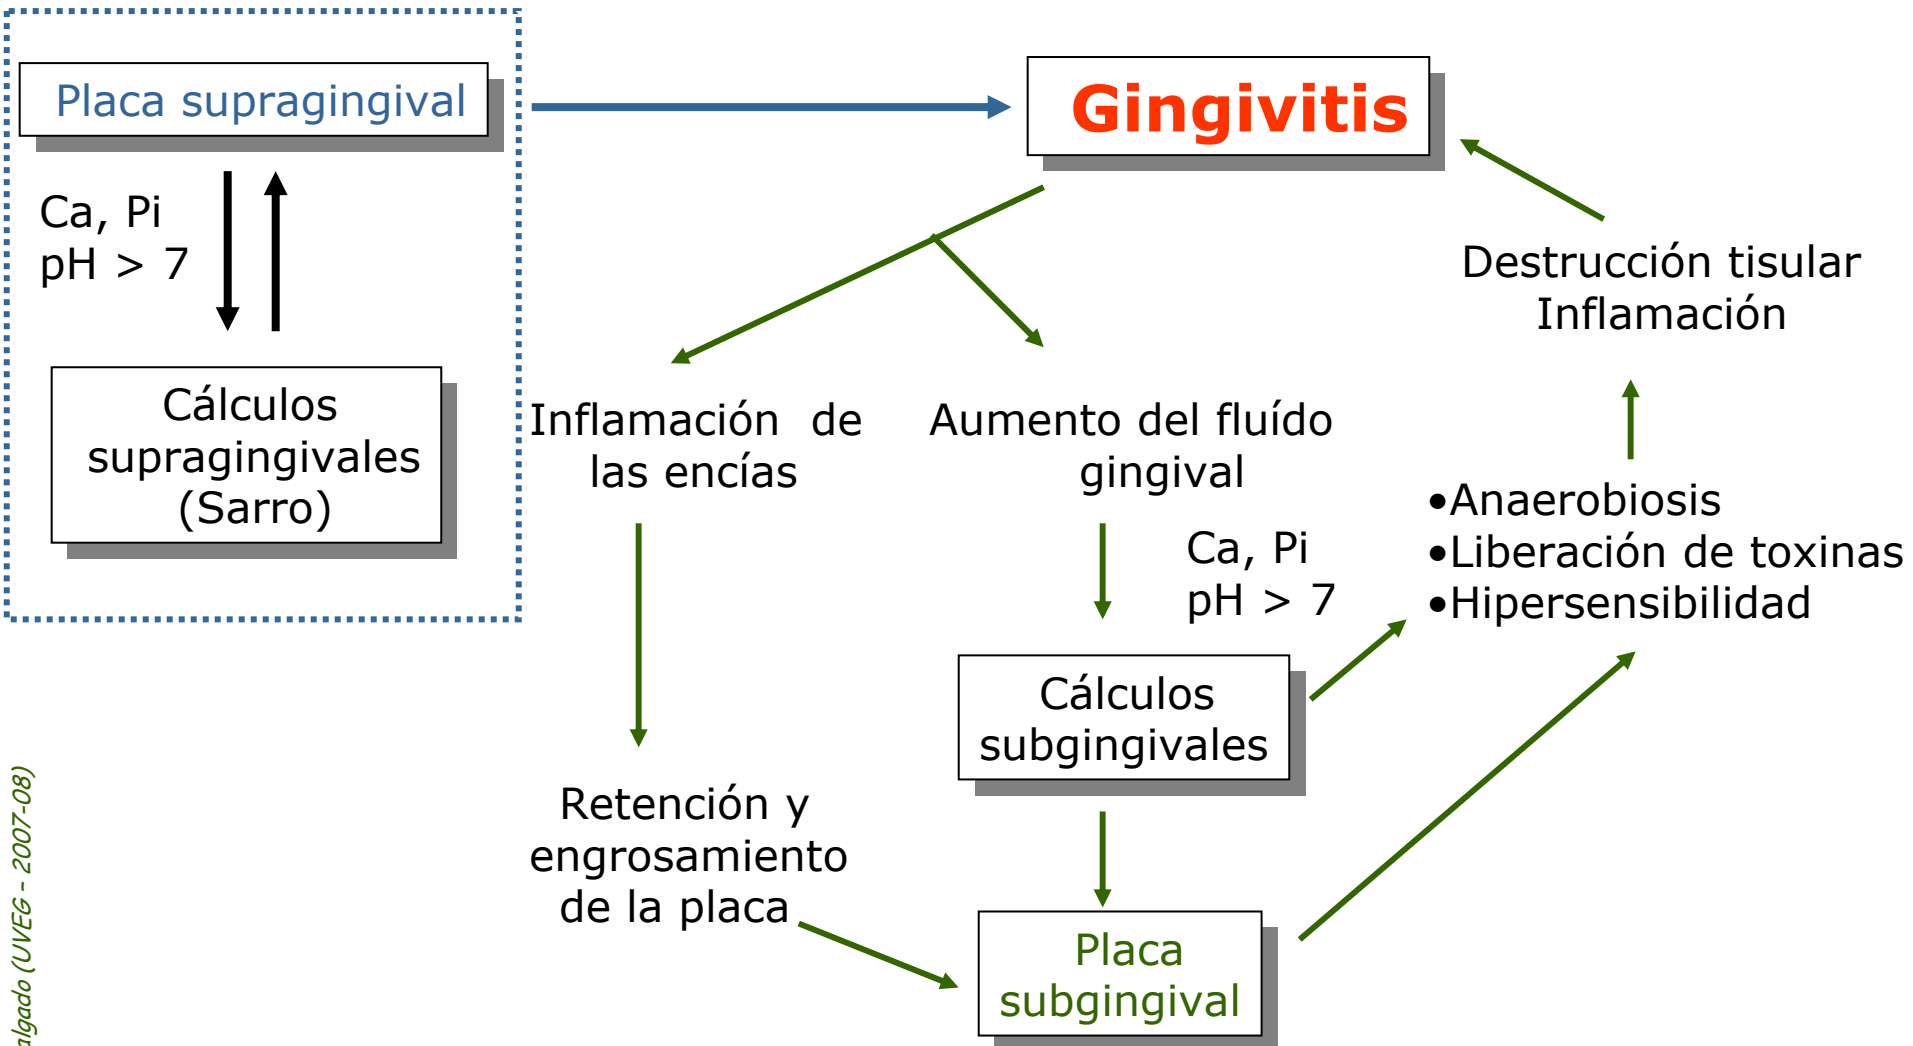 Placa supragingival
Gingivitis
Ca, Pi
pH > 7
Destrucción tisular
Inflamación
Cálculos
supragingivales
(Sarro)
Inflamación de
las encías
Aumento del fluído
gingival
Ca, Pi
pH > 7
•Anaerobiosis
•Liberación de toxinas
•Hipersensibilidad
Cálculos
subgingivales
Retención y
engrosamiento
de la placa
Placa
subgingival
(UVEG - 2007-08)